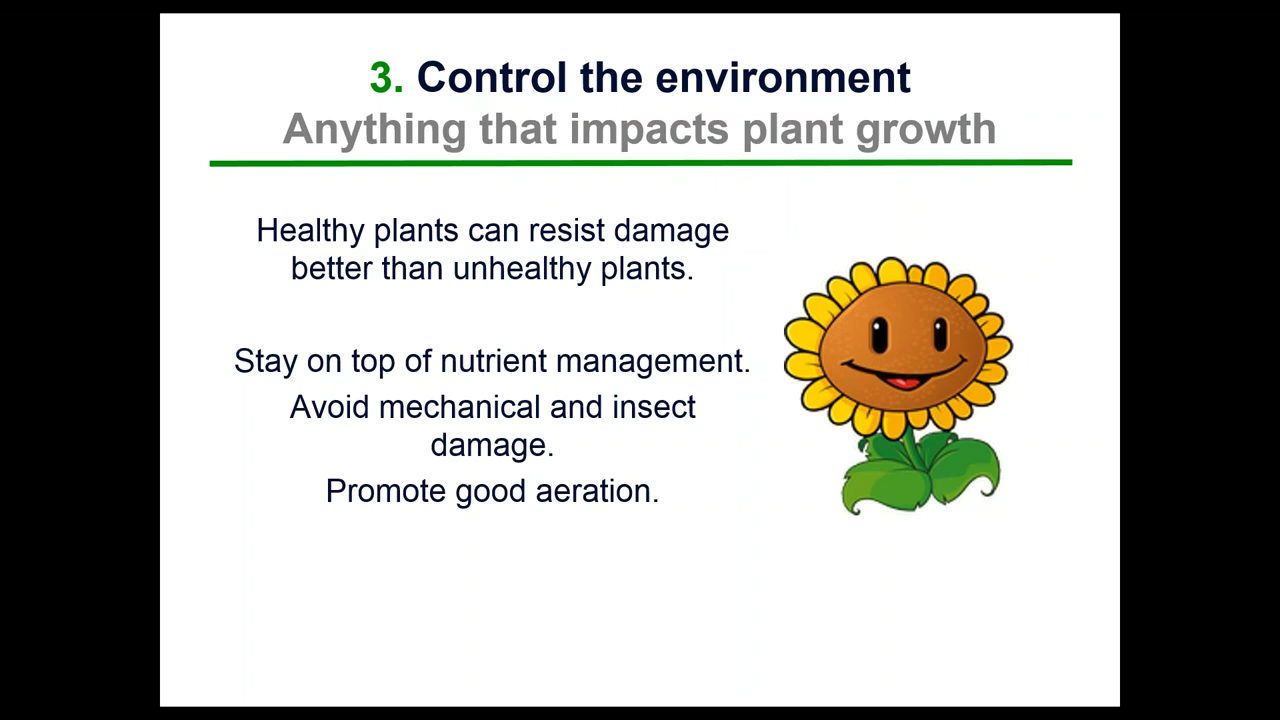 3. Control the environment
Anything that impacts plant growth
Healthy plants can resist damage
better than unhealthy plants.
Stay on top of nutrient management.
Avoid mechanical and insect
damage.
Promote good aeration.